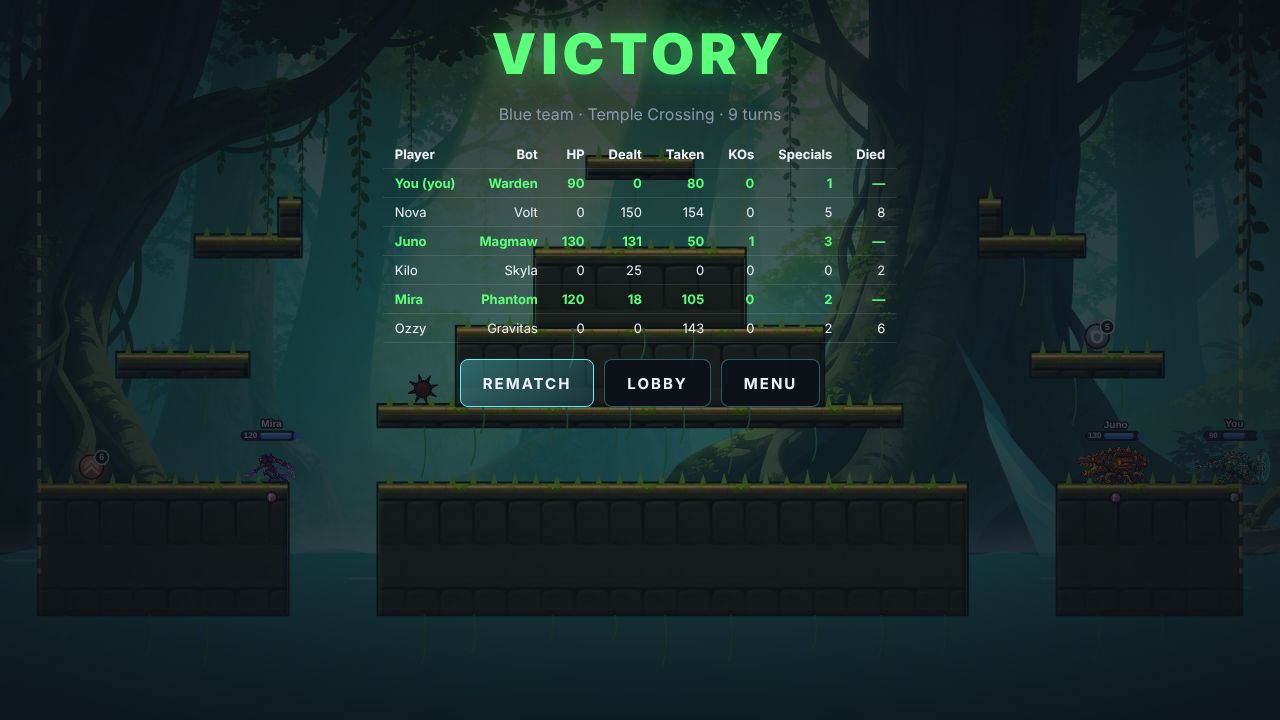 VICTORY
Blue team · Temple Crossing · 9 turns
Player Bot HP Dealt Taken KOs Specials Died
You (you) Warden 90 0 80 0 1 —
Nova Volt 0 150 154 0 5 8
Juno Magmaw 130 131 50 1 3 —
Kilo Skyla 0 25 0 0 0 2
Mira Phantom 120 18 105 0 2 —
Ozzy Gravitas 0 0 143 0 2 6
REMATCH LOBBY MENU
5
Mira
120
Juno
130
You
90
6